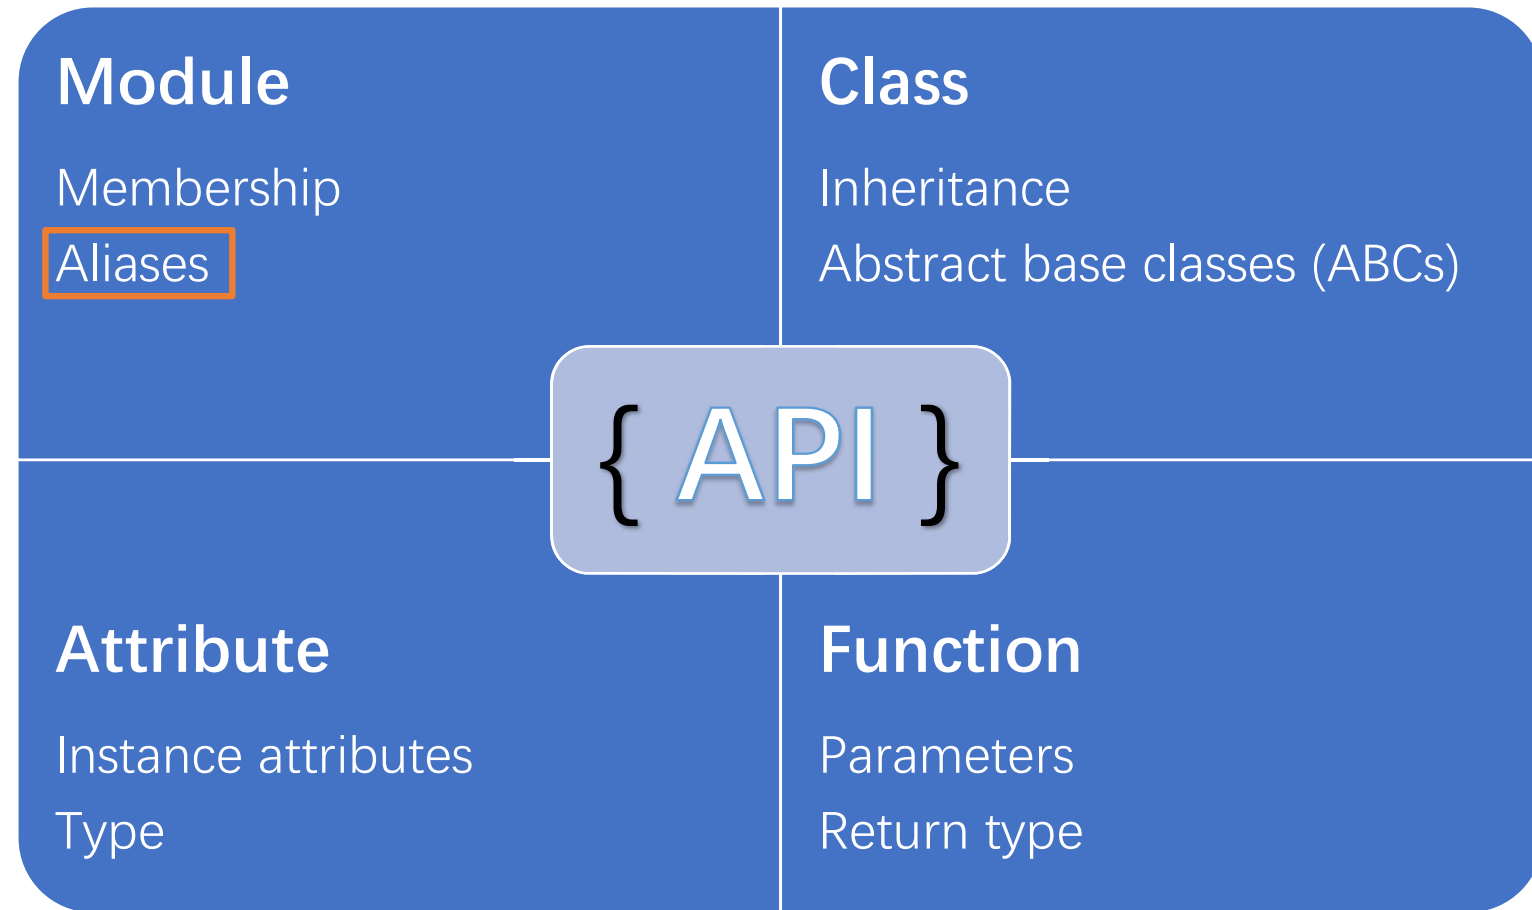 Module
Membership
Aliases
Class
Inheritance
Abstract base classes (ABCs)
{ API }
Attribute
Instance attributes
Type
Function
Parameters
Return type